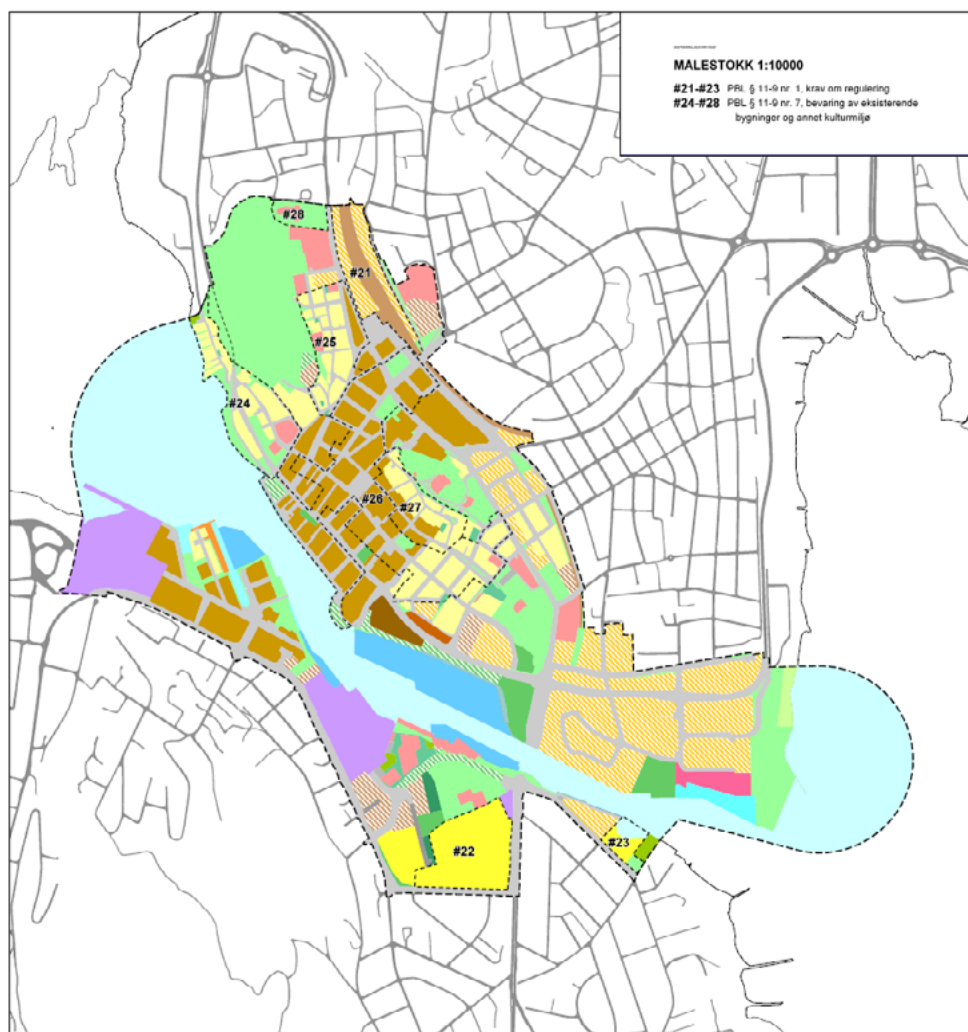 MALESTOKK 1:10000
#21-#23 PBL § 11-9 nr. 1, krav om regulering
#24-#28 PBL § 11-9 nr. 7, bevaring av eksisterende
bygninger og annet kulturmiljø
#28
#21
#25
#24
#26
#27
#22
#23